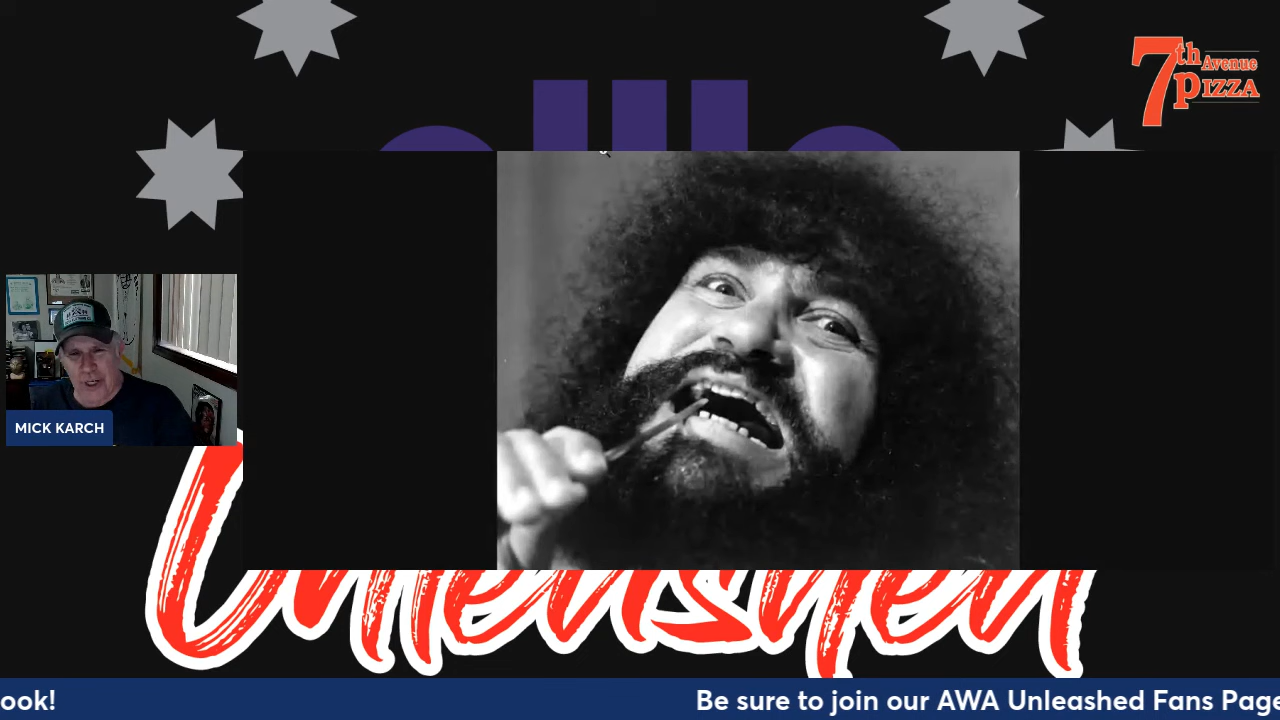 7th Avenue
PIZZA
MICK KARCH
Unleashed
ook!
Be sure to join our AWA Unleashed Fans Page